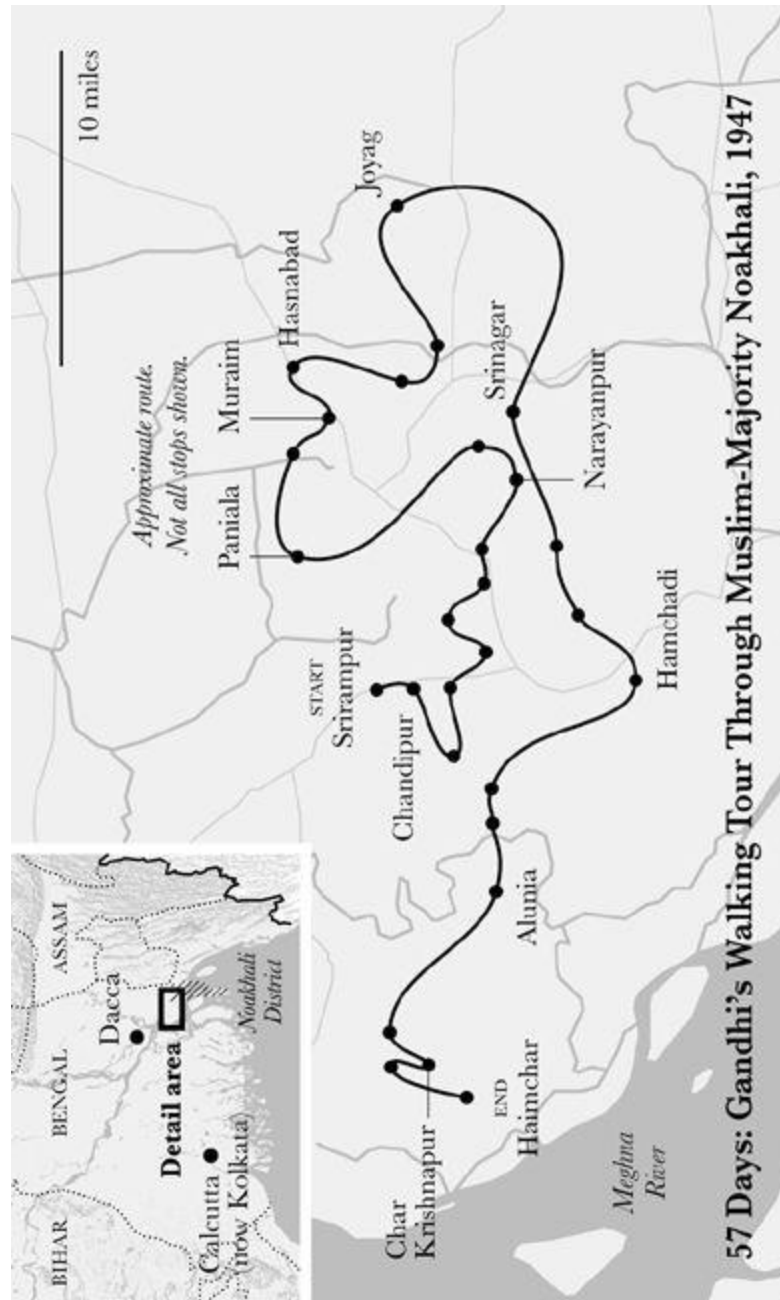 BIHAR
BENGAL
ASSAM
Dacca
Detail area
Calcutta
(now Kolkata)
Noakhali
District
Approximate route.
Not all stops shown.
10 miles
Paniala
Muraim
Hasnabad
Joyag
START
Srirampur
Chandipur
Char
Krishnapur
END
Haimchar
Alunia
Hamchadi
Narayanpur
Srinagar
Meghna
River
57 Days: Gandhi's Walking Tour Through Muslim-Majority Noakhali, 1947